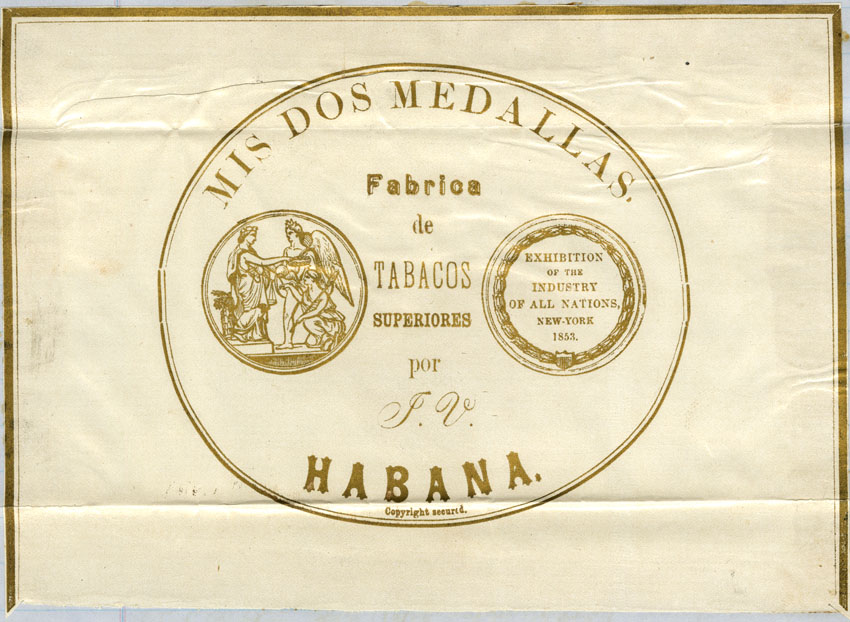 MIS DOS MEDALLAS.
Fabrica
de
TABACOS
SUPERIORES
por
J. V.
HABANA.
Copyright secured.
EXHIBITION
OF THE
INDUSTRY
OF ALL NATIONS,
NEW-YORK
1853.